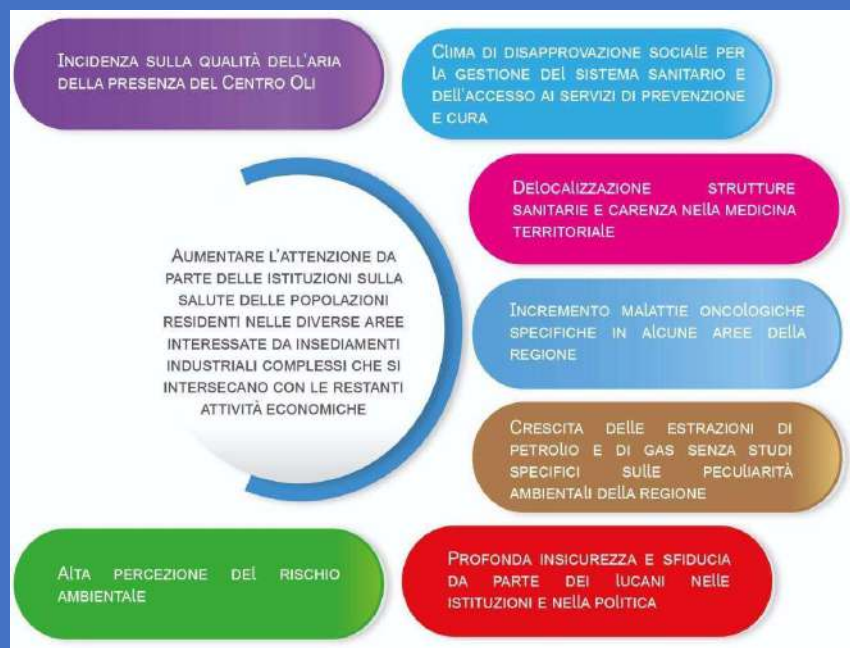 INCIDENZA SULLA QUALITÀ DELL'ARIA
DELLA PRESENZA DEL CENTRO OLI
CLIMA DI DISAPPROVAZIONE SOCIALE PER
LA GESTIONE DEL SISTEMA SANITARIO E
DELL'ACCESSO AI SERVIZI DI PREVENZIONE
E CURA
DELOCALIZZAZIONE STRUTTURE
SANITARIE E CARENZA NELLA MEDICINA
TERRITORIALE
AUMENTARE L'ATTENZIONE DA
PARTE DELLE ISTITUZIONI SULLA
SALUTE DELLE POPOLAZIONI
RESIDENTI NELLE DIVERSE AREE
INTERESSATE DA INSEDIAMENTI
INDUSTRIALI COMPLESSI CHE SI
INTERSECANO CON LE RESTANTI
ATTIVITÀ ECONOMICHE
INCREMENTO MALATTIE ONCOLOGICHE
SPECIFICHE IN ALCUNE AREE DELLA
REGIONE
CRESCITA DELLE ESTRAZIONI DI
PETROLIO E DI GAS SENZA STUDI
SPECIFICI SULLE PECULIARITÀ
AMBIENTALI DELLA REGIONE
ALTA PERCEZIONE DEL RISCHIO
AMBIENTALE
PROFONDA INSICUREZZA E SFIDUCIA
DA PARTE DEI LUCANI NELLE
ISTITUZIONI E NELLA POLITICA